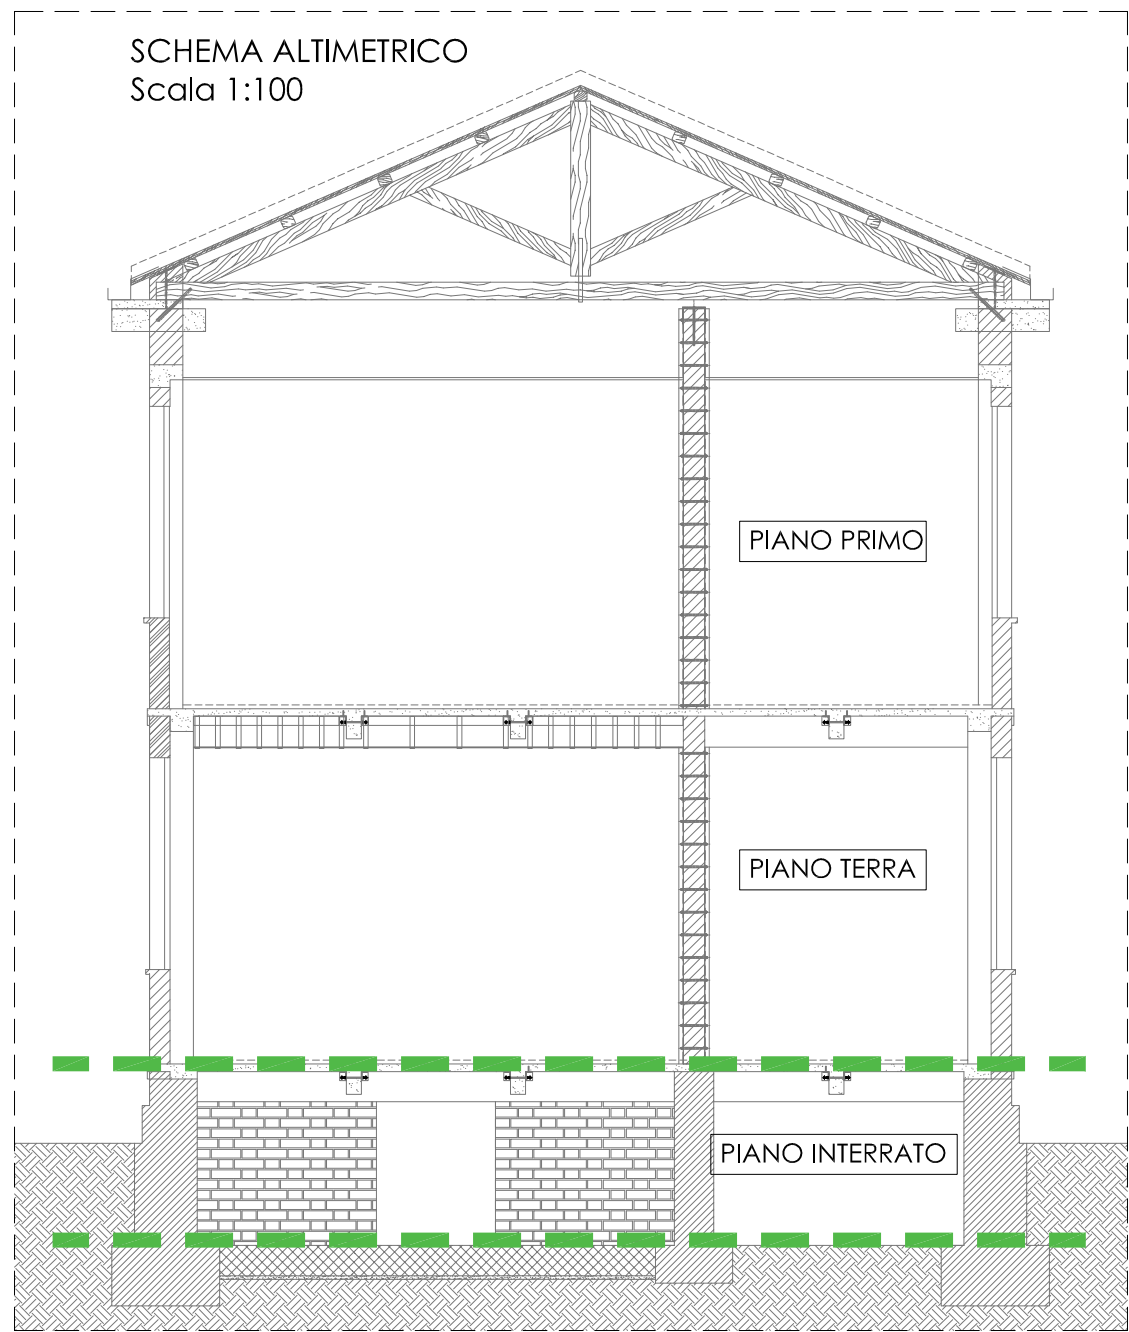 SCHEMA ALTIMETRICO
Scala 1:100
PIANO PRIMO
PIANO TERRA
PIANO INTERRATO